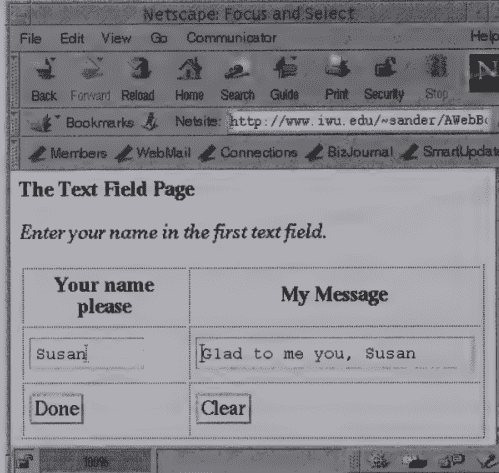 Netscape: Focus and Select
File Edit View Go Communicator Help
Back Forward Reload Home Search Guide Print Security Stop N
Bookmarks Netsite: http://www.iwu.edu/~sander/AWebBo
Members WebMail Connections BizJournal SmartUpdate
The Text Field Page
Enter your name in the first text field.
Your name please My Message
Susan Glad to me you, Susan
Done Clear
100%